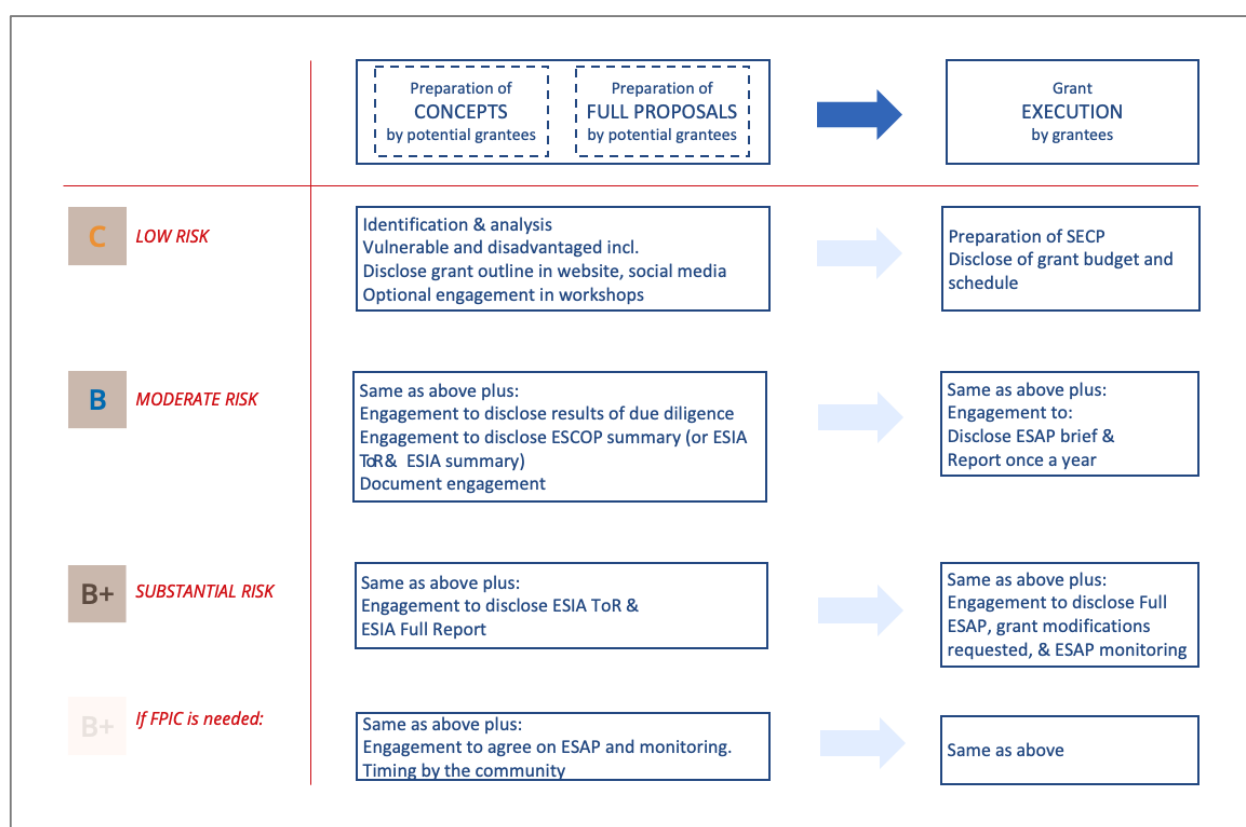 Preparation of
CONCEPTS
by potential grantees
Preparation of
FULL PROPOSALS
by potential grantees
Grant
EXECUTION
by grantees
C
LOW RISK
Identification & analysis
Vulnerable and disadvantaged incl.
Disclose grant outline in website, social media
Optional engagement in workshops
Preparation of SECP
Disclose of grant budget and
schedule
B
MODERATE RISK
Same as above plus:
Engagement to disclose results of due diligence
Engagement to disclose ESCOP summary (or ESIA
ToR& ESIA summary)
Document engagement
Same as above plus:
Engagement to:
Disclose ESAP brief &
Report once a year
B+
SUBSTANTIAL RISK
Same as above plus:
Engagement to disclose ESIA ToR &
ESIA Full Report
Same as above plus:
Engagement to disclose Full
ESAP, grant modifications
requested, & ESAP monitoring
B+
If FPIC is needed:
Same as above plus:
Engagement to agree on ESAP and monitoring.
Timing by the community
Same as above